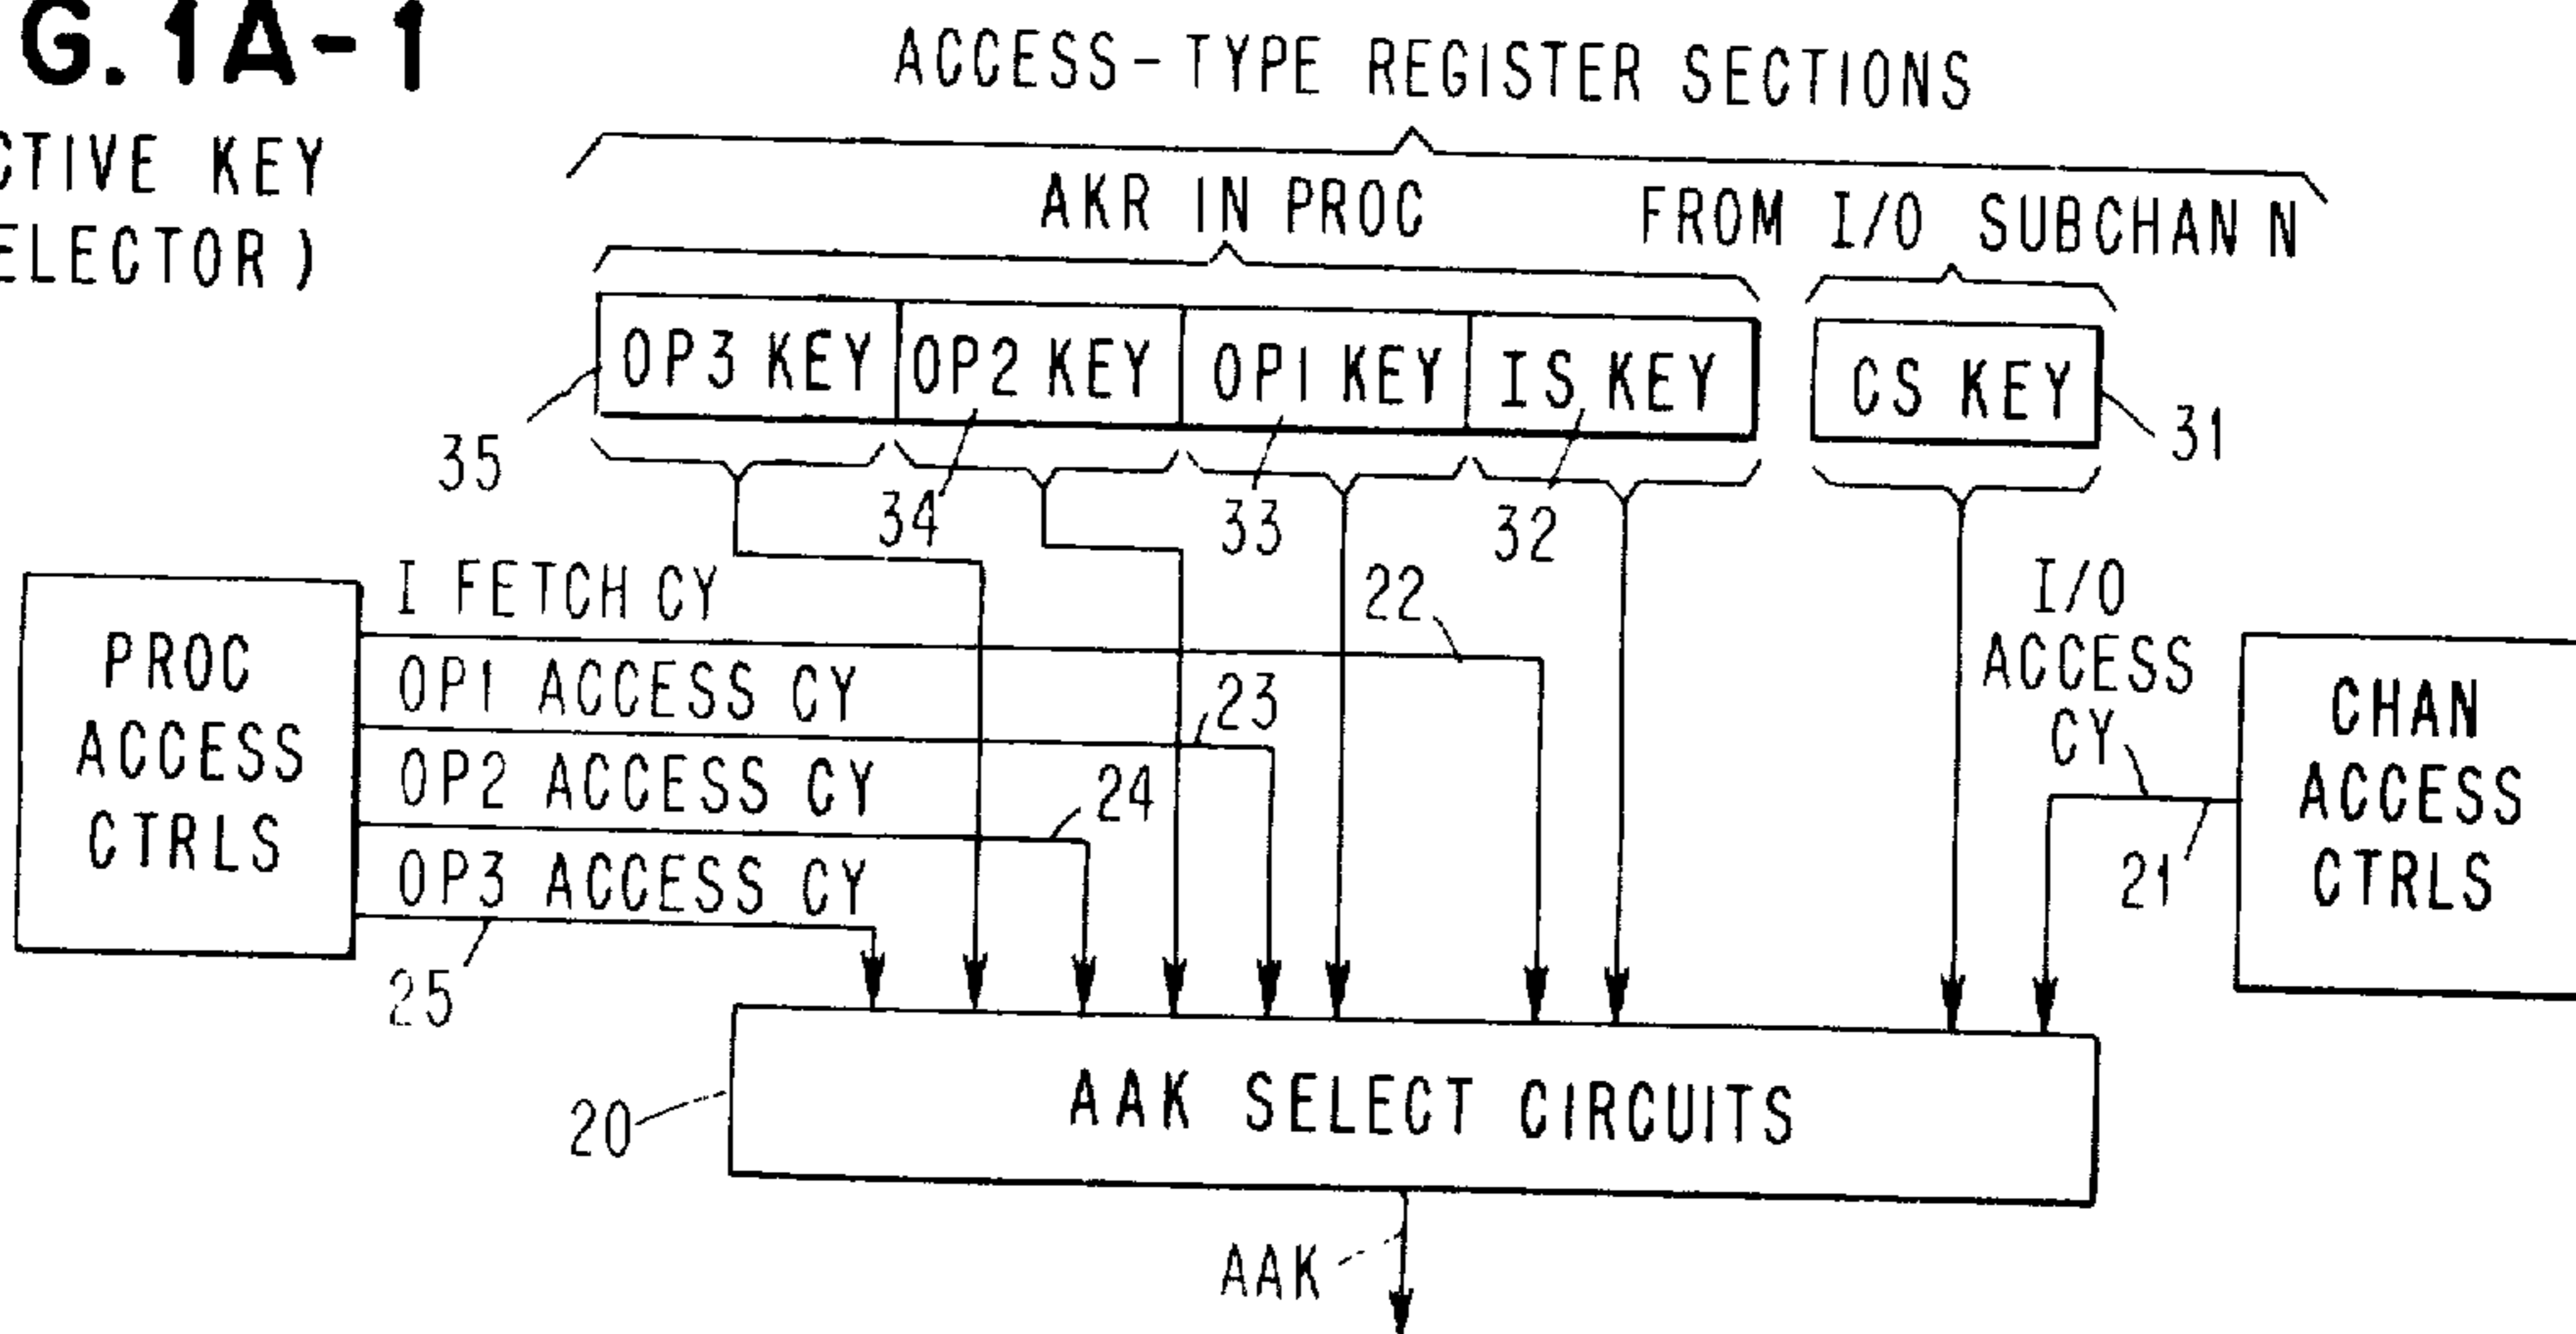 G. 1A-1
CTIVE KEY
ELECTOR)
ACCESS-TYPE REGISTER SECTIONS
AKR IN PROC
FROM I/O SUBCHAN N
OP3 KEY
OP2 KEY
OP1 KEY
IS KEY
CS KEY
35
34
33
32
31
PROC
ACCESS
CTRLS
I FETCH CY
22
OP1 ACCESS CY
23
OP2 ACCESS CY
24
OP3 ACCESS CY
25
I/O
ACCESS
CY
21
CHAN
ACCESS
CTRLS
20
AAK SELECT CIRCUITS
AAK